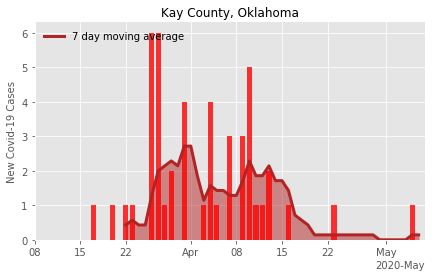 Kay County, Oklahoma
7 day moving average
New Covid-19 Cases
6
5
4
3
2
1
0
08 15 22 Apr 08 15 22 May
2020-May